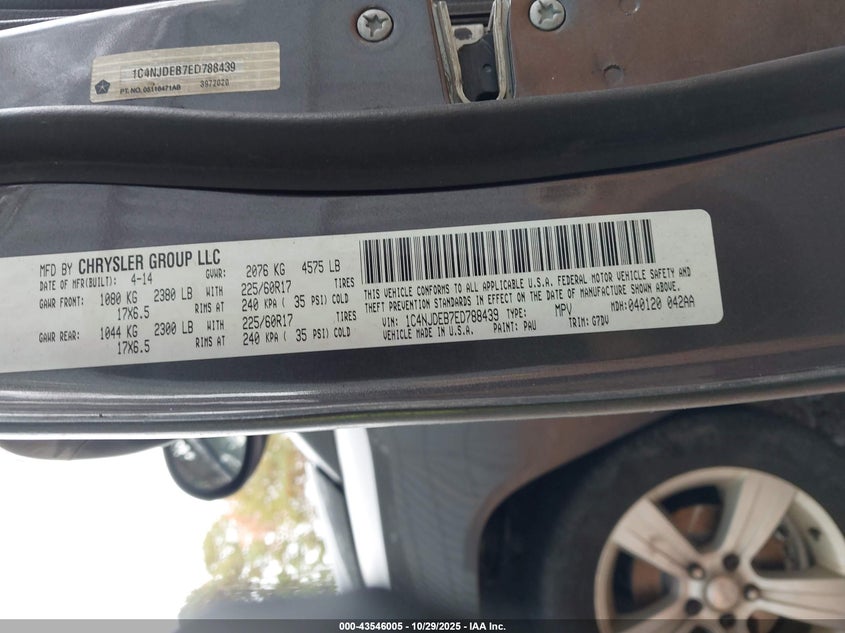 1C4NJDEB7ED788439
PT. NO. 05116471AB 3972020
MFD BY CHRYSLER GROUP LLC
DATE OF MFR(BUILT): 4-14 GVWR: 2076 KG 4575 LB
GAWR FRONT: 1080 KG 2380 LB WITH 225/60R17 TIRES
17X6.5 RIMS AT 240 KPA ( 35 PSI) COLD
GAWR REAR: 1044 KG 2300 LB WITH 225/60R17 TIRES
17X6.5 RIMS AT 240 KPA ( 35 PSI) COLD
THIS VEHICLE CONFORMS TO ALL APPLICABLE U.S.A. FEDERAL MOTOR VEHICLE SAFETY AND
THEFT PREVENTION STANDARDS IN EFFECT ON THE DATE OF MANUFACTURE SHOWN ABOVE.
VIN: 1C4NJDEB7ED788439 TYPE: MPV MDH:040120 042AA
VEHICLE MADE IN U.S.A. PAINT: PAU TRIM: G7DV
000-43546005 - 10/29/2025 - IAA Inc.